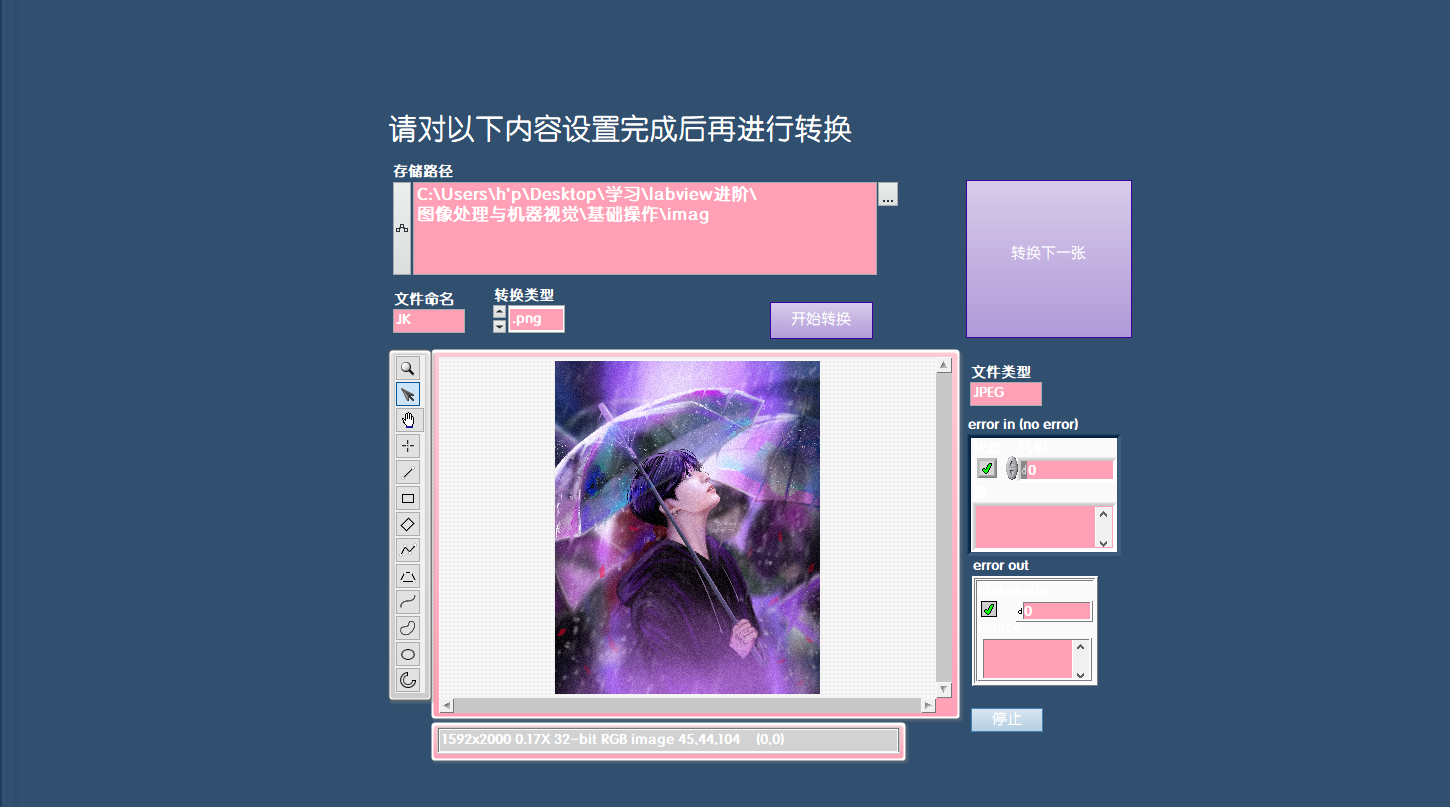 请对以下内容设置完成后再进行转换
存储路径
C:\Users\h'p\Desktop\学习\labview进阶\
图像处理与机器视觉\基础操作\imag
...
转换下一张
文件命名
转换类型
JK
.png
开始转换
文件类型
JPEG
error in (no error)
d0
error out
d0
停止
1592x2000 0.17X 32-bit RGB image 45,44,104 (0,0)